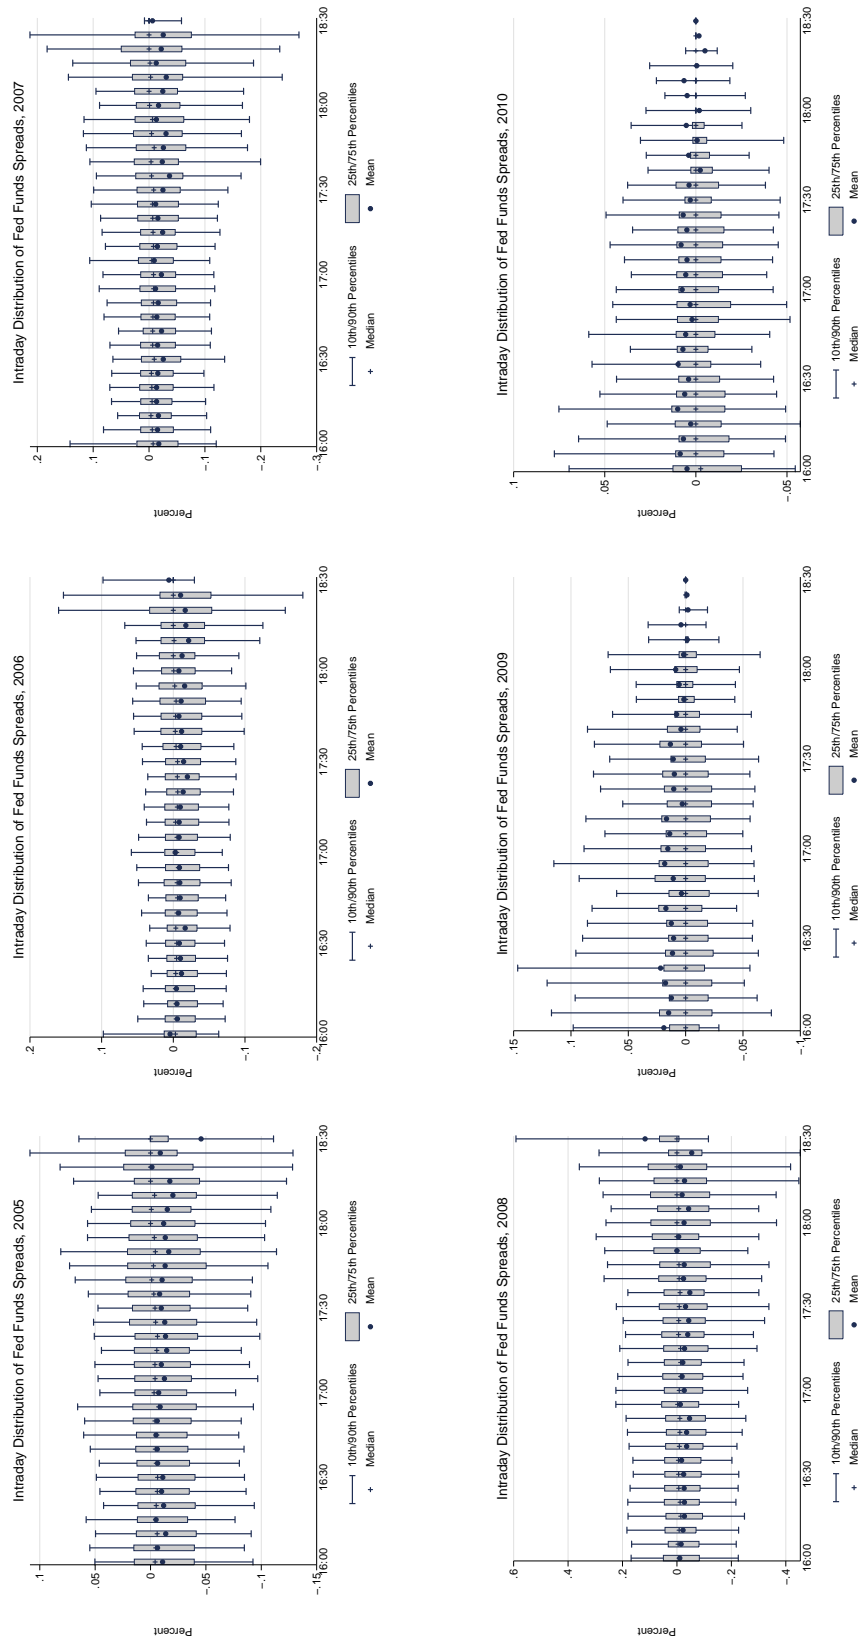 Intraday Distribution of Fed Funds Spreads, 2005
Percent
.1
.05
0
-.05
-.1
-.15
16:00 16:30 17:00 17:30 18:00 18:30
10th/90th Percentiles 25th/75th Percentiles
Median Mean
Intraday Distribution of Fed Funds Spreads, 2006
Percent
.2
.1
0
-.1
-.2
16:00 16:30 17:00 17:30 18:00 18:30
10th/90th Percentiles 25th/75th Percentiles
Median Mean
Intraday Distribution of Fed Funds Spreads, 2007
Percent
.2
.1
0
-.1
-.2
-.3
16:00 16:30 17:00 17:30 18:00 18:30
10th/90th Percentiles 25th/75th Percentiles
Median Mean
Intraday Distribution of Fed Funds Spreads, 2008
Percent
.6
.4
.2
0
-.2
-.4
16:00 16:30 17:00 17:30 18:00 18:30
10th/90th Percentiles 25th/75th Percentiles
Median Mean
Intraday Distribution of Fed Funds Spreads, 2009
Percent
.15
.1
.05
0
-.05
-.1
16:00 16:30 17:00 17:30 18:00 18:30
10th/90th Percentiles 25th/75th Percentiles
Median Mean
Intraday Distribution of Fed Funds Spreads, 2010
Percent
.1
.05
0
-.05
16:00 16:30 17:00 17:30 18:00 18:30
10th/90th Percentiles 25th/75th Percentiles
Median Mean